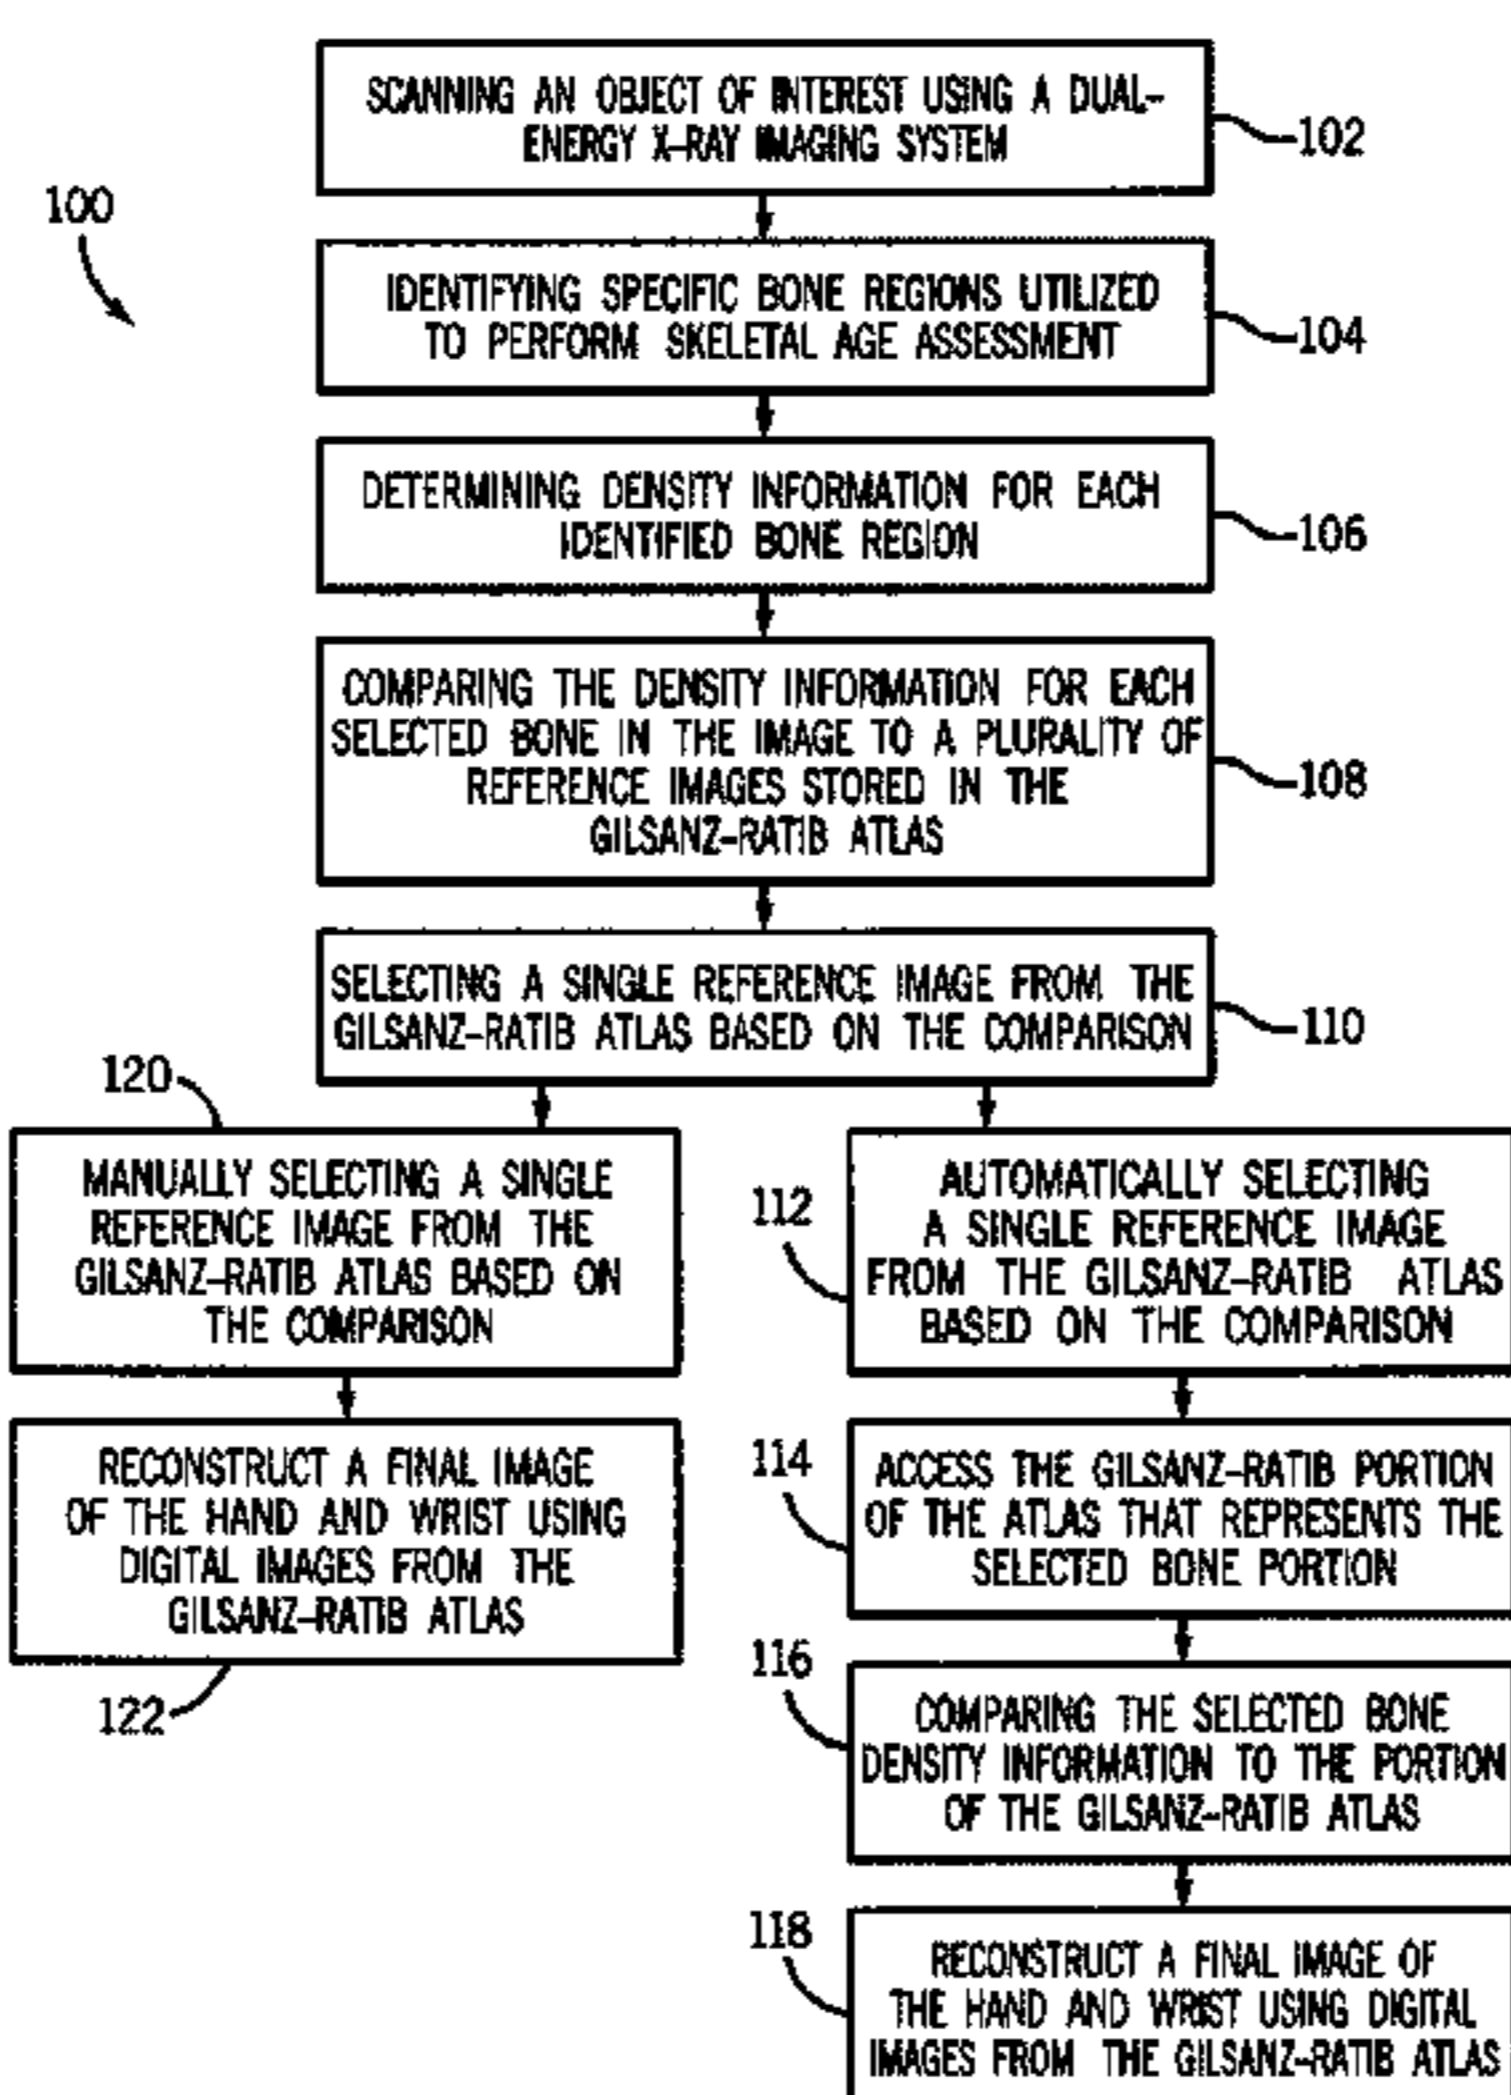 SCANNING AN OBJECT OF INTEREST USING A DUAL-
ENERGY X-RAY IMAGING SYSTEM
102
100
IDENTIFYING SPECIFIC BONE REGIONS UTILIZED
TO PERFORM SKELETAL AGE ASSESSMENT
104
DETERMINING DENSITY INFORMATION FOR EACH
IDENTIFIED BONE REGION
106
COMPARING THE DENSITY INFORMATION FOR EACH
SELECTED BONE IN THE IMAGE TO A PLURALITY OF
REFERENCE IMAGES STORED IN THE
GILSANZ-RATIB ATLAS
108
SELECTING A SINGLE REFERENCE IMAGE FROM THE
GILSANZ-RATIB ATLAS BASED ON THE COMPARISON
110
120
MANUALLY SELECTING A SINGLE
REFERENCE IMAGE FROM THE
GILSANZ-RATIB ATLAS BASED ON
THE COMPARISON
RECONSTRUCT A FINAL IMAGE
OF THE HAND AND WRIST USING
DIGITAL IMAGES FROM THE
GILSANZ-RATIB ATLAS
122
112
AUTOMATICALLY SELECTING
A SINGLE REFERENCE IMAGE
FROM THE GILSANZ-RATIB ATLAS
BASED ON THE COMPARISON
114
ACCESS THE GILSANZ-RATIB PORTION
OF THE ATLAS THAT REPRESENTS THE
SELECTED BONE PORTION
116
COMPARING THE SELECTED BONE
DENSITY INFORMATION TO THE PORTION
OF THE GILSANZ-RATIB ATLAS
118
RECONSTRUCT A FINAL IMAGE OF
THE HAND AND WRIST USING DIGITAL
IMAGES FROM THE GILSANZ-RATIB ATLAS